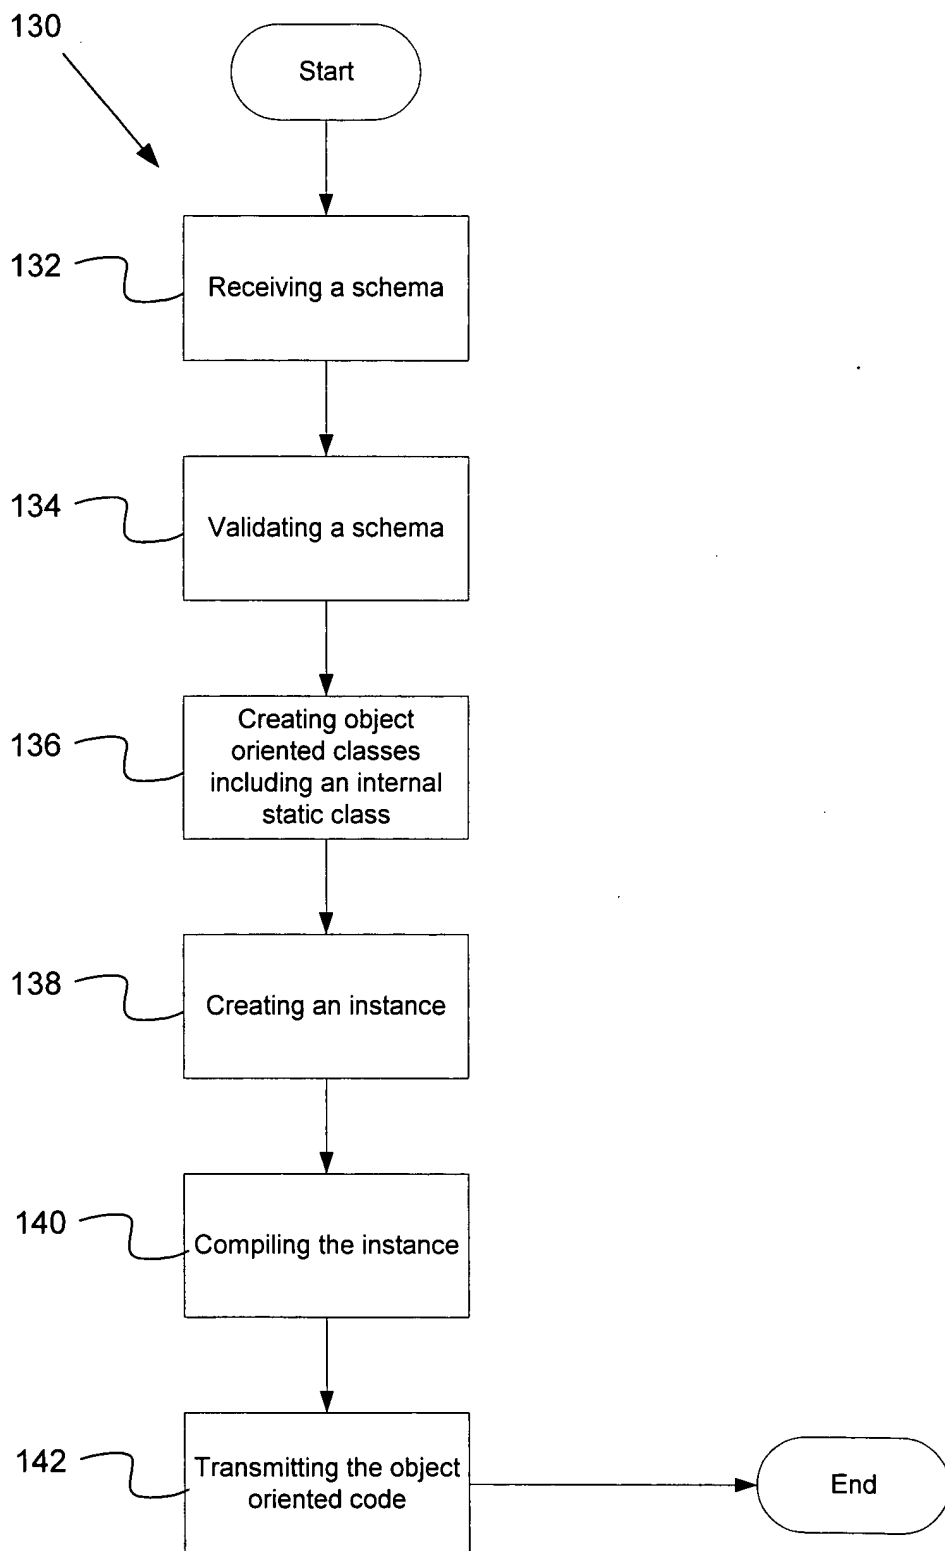 130
Start
132
Receiving a schema
134
Validating a schema
136
Creating object
oriented classes
including an internal
static class
138
Creating an instance
140
Compiling the instance
142
Transmitting the object
oriented code
End